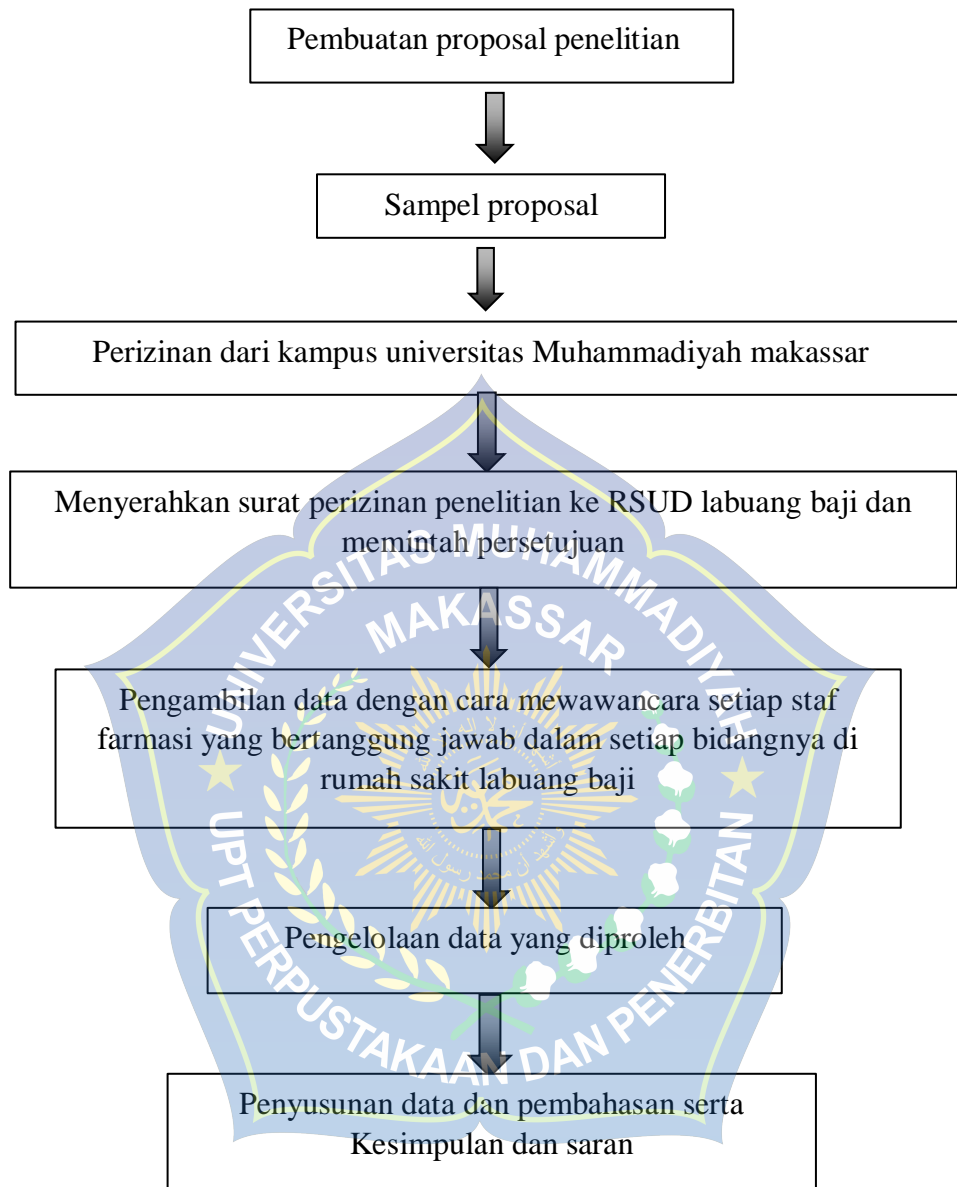 Pembuatan proposal penelitian
Sampel proposal
Perizinan dari kampus universitas Muhammadiyah makassar
Menyerahkan surat perizinan penelitian ke RSUD labuang baji dan
memintah persetujuan
UNIVERSITAS MUHAMMADIYAH
MAKASSAR
Pengambilan data dengan cara mewawancara setiap staf
farmasi yang bertanggung jawab dalam setiap bidangnya di
rumah sakit labuang baji
Pengelolaan data yang diproleh
UPT PERPUSTAKAAN DAN PENERBITAN
Penyusunan data dan pembahasan serta
Kesimpulan dan saran